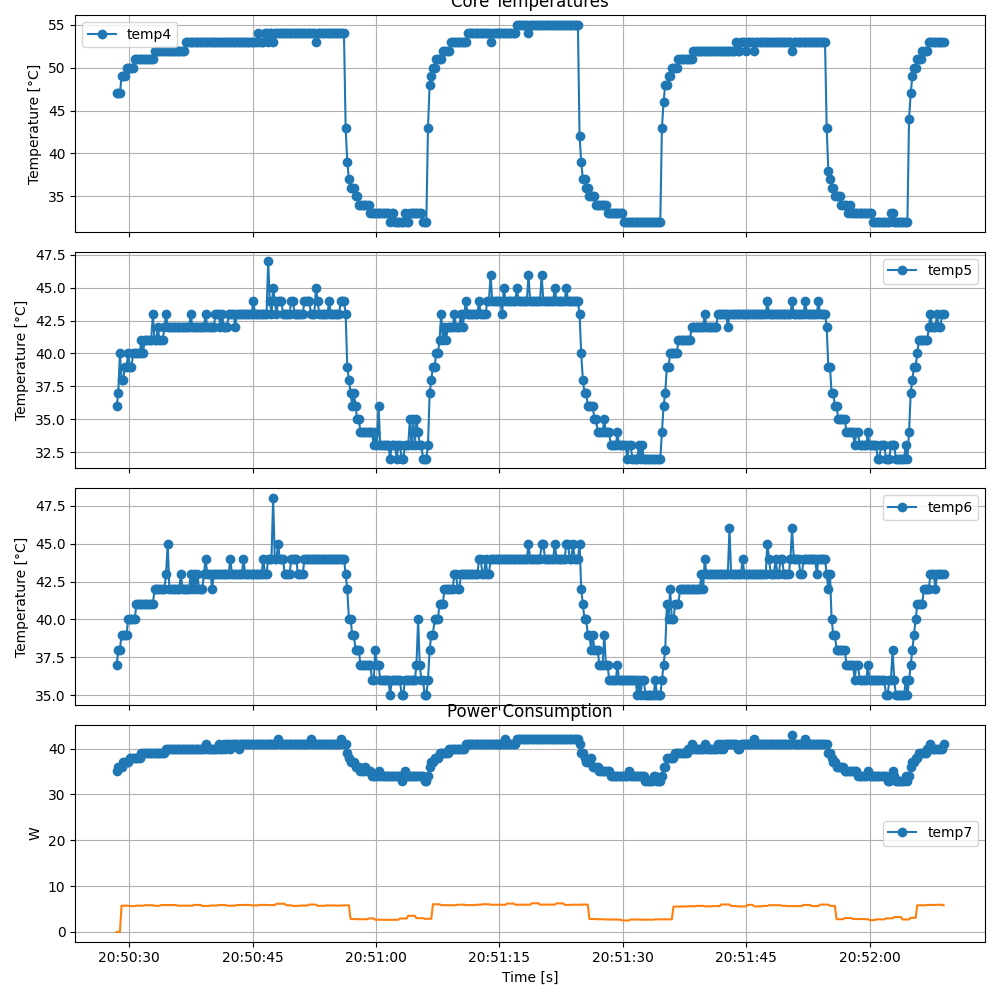 Core Temperatures
55
50
45
40
35
Temperature [°C]
temp4
47.5
45.0
42.5
40.0
37.5
35.0
32.5
Temperature [°C]
temp5
47.5
45.0
42.5
40.0
37.5
35.0
Temperature [°C]
temp6
Power Consumption
40
30
20
10
0
W
temp7
20:50:30 20:50:45 20:51:00 20:51:15 20:51:30 20:51:45 20:52:00
Time [s]